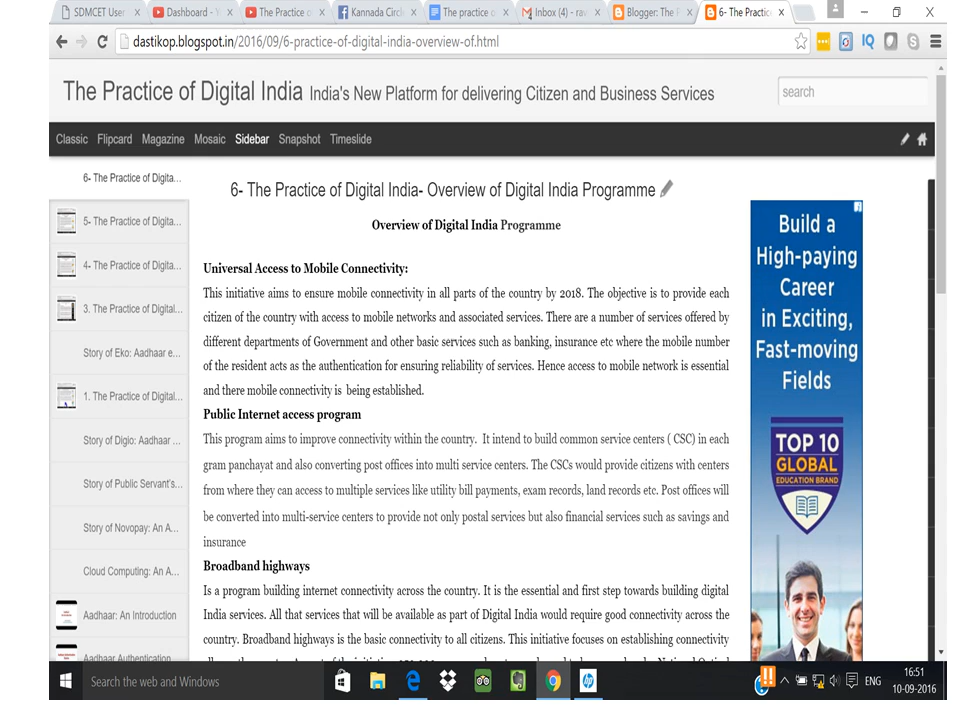 SDMCET User
Dashboard - Y
The Practice o
Kannada Circl
The practice o
Inbox (4) - rav
Blogger: The P
6- The Practic
dastikop.blogspot.in/2016/09/6-practice-of-digital-india-overview-of.html
IQ
The Practice of Digital India India's New Platform for delivering Citizen and Business Services
search
Classic Flipcard Magazine Mosaic Sidebar Snapshot Timeslide
6- The Practice of Digita...
5- The Practice of Digita...
4- The Practice of Digita...
3. The Practice of Digital...
Story of Eko: Aadhaar e...
1. The Practice of Digital...
Story of Digio: Aadhaar ...
Story of Public Servant's...
Story of Novopay: An A...
Cloud Computing: An A...
Aadhaar: An Introduction
Aadhaar Authentication
6- The Practice of Digital India- Overview of Digital India Programme
Overview of Digital India Programme
Universal Access to Mobile Connectivity:
This initiative aims to ensure mobile connectivity in all parts of the country by 2018. The objective is to provide each
citizen of the country with access to mobile networks and associated services. There are a number of services offered by
different departments of Government and other basic services such as banking, insurance etc where the mobile number
of the resident acts as the authentication for ensuring reliability of services. Hence access to mobile network is essential
and there mobile connectivity is being established.
Public Internet access program
This program aims to improve connectivity within the country. It intend to build common service centers ( CSC) in each
gram panchayat and also converting post offices into multi service centers. The CSCs would provide citizens with centers
from where they can access to multiple services like utility bill payments, exam records, land records etc. Post offices will
be converted into multi-service centers to provide not only postal services but also financial services such as savings and
insurance
Broadband highways
Is a program building internet connectivity across the country. It is the essential and first step towards building digital
India services. All that services that will be available as part of Digital India would require good connectivity across the
country. Broadband highways is the basic connectivity to all citizens. This initiative focuses on establishing connectivity
Build a
High-paying
Career
in Exciting,
Fast-moving
Fields
TOP 10
GLOBAL
EDUCATION BRAND
Search the web and Windows
ENG
16:51
10-09-2016